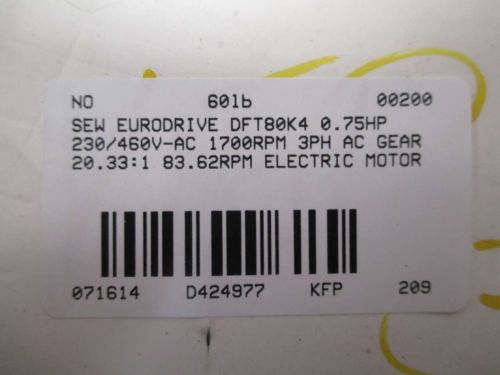 NO 601b 00200
SEW EURODRIVE DFT80K4 0.75HP
230/460V-AC 1700RPM 3PH AC GEAR
20.33:1 83.62RPM ELECTRIC MOTOR
071614 D424977 KFP 209